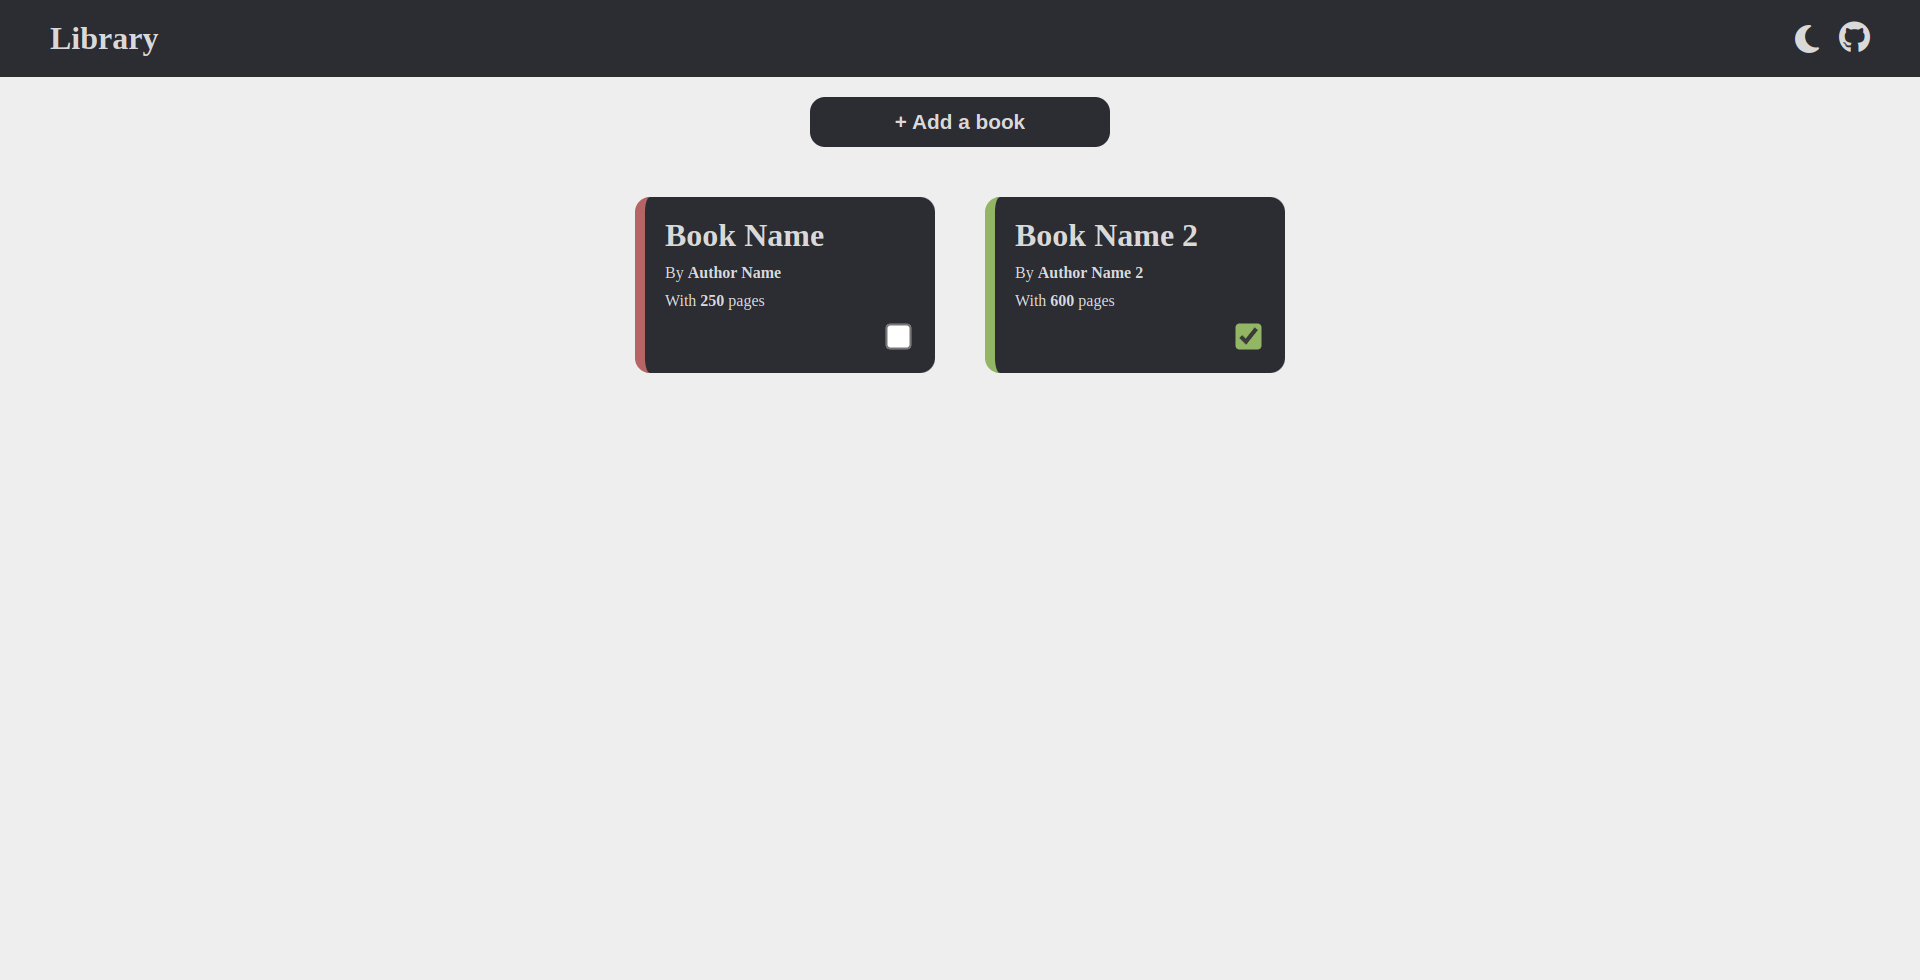 Library
+ Add a book
Book Name
By Author Name
With 250 pages
Book Name 2
By Author Name 2
With 600 pages